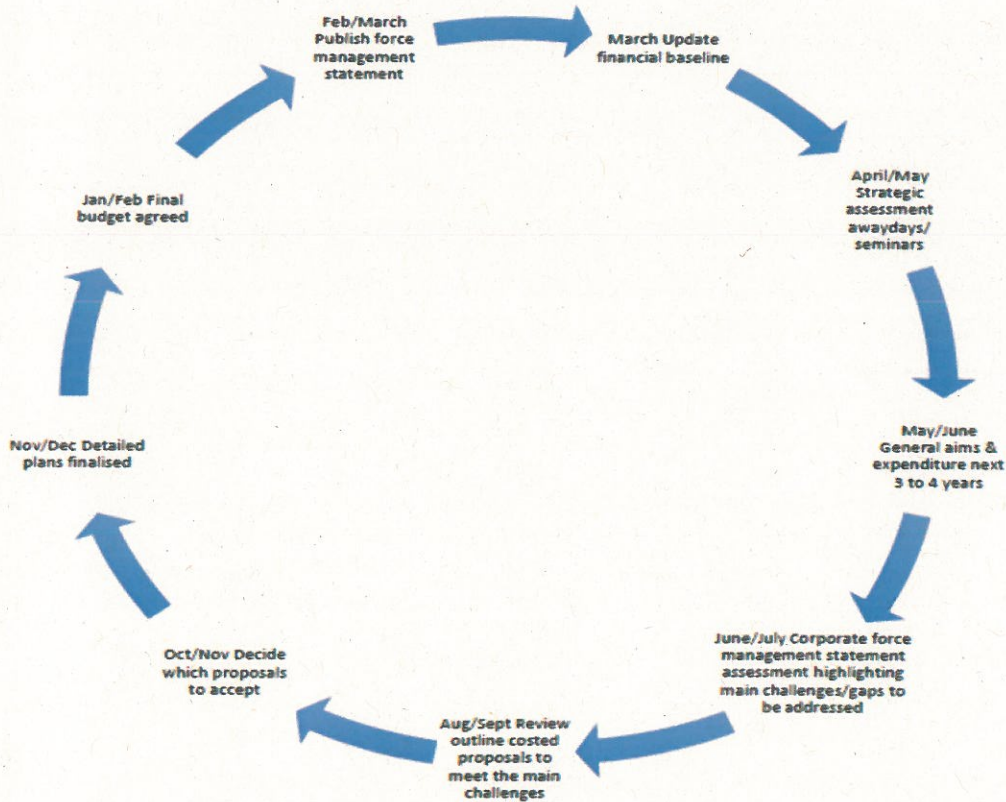 Feb/March
Publish force
management
statement
March Update
financial baseline
April/May
Strategic
assessment
awaydays/
seminars
May/June
General aims &
expenditure next
3 to 4 years
June/July Corporate force
management statement
assessment highlighting
main challenges/gaps to
be addressed
Aug/Sept Review
outline costed
proposals to
meet the main
challenges
Oct/Nov Decide
which proposals
to accept
Nov/Dec Detailed
plans finalised
Jan/Feb Final
budget agreed